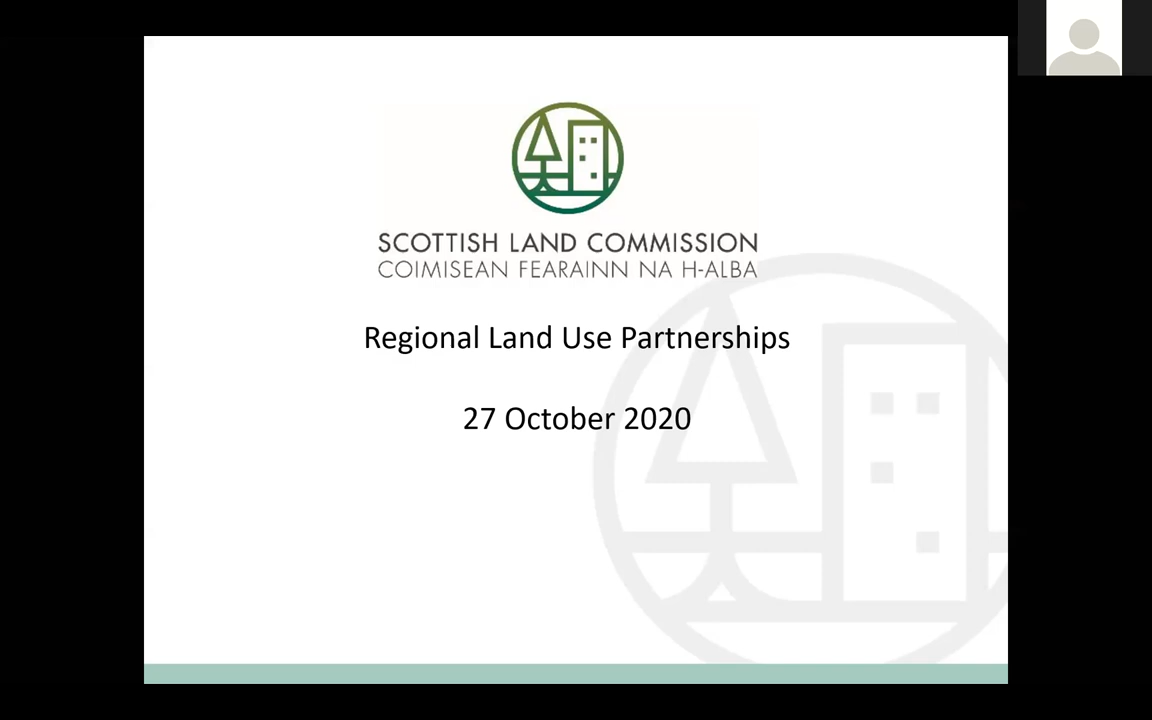 SCOTTISH LAND COMMISSION
COIMISEAN FEARAINN NA H-ALBA
Regional Land Use Partnerships
27 October 2020